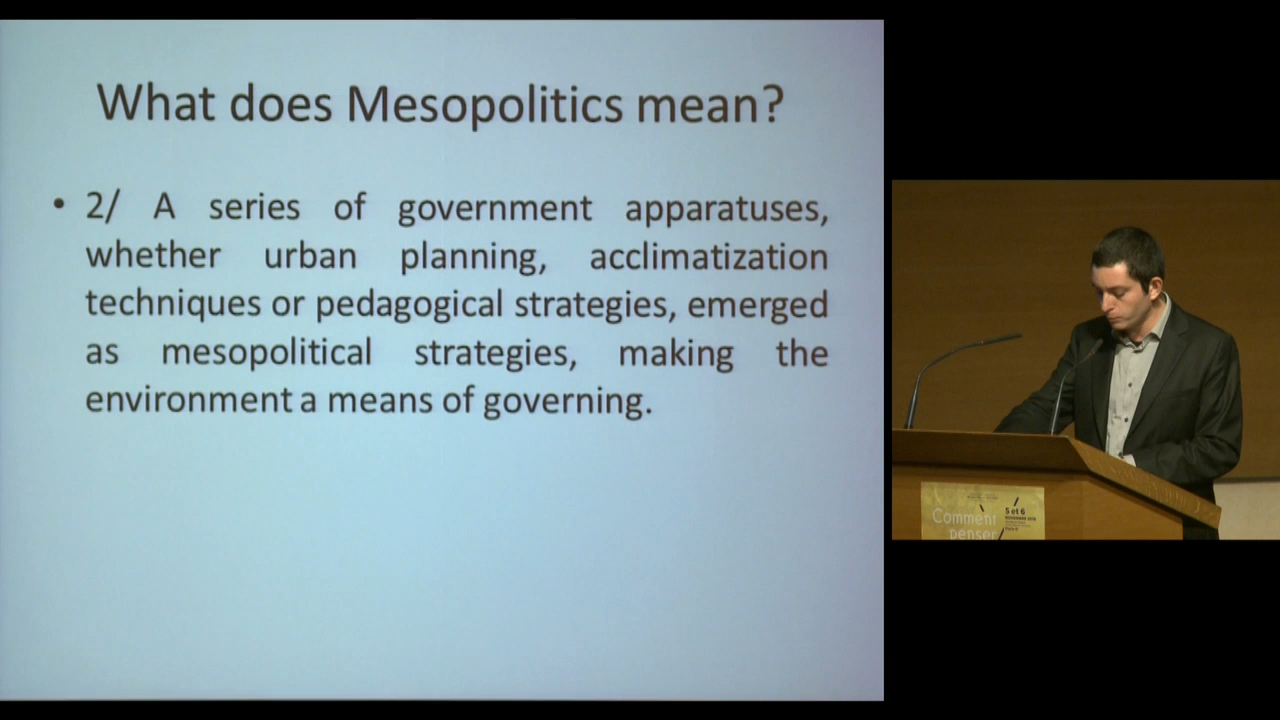 What does Mesopolitics mean?
• 2/ A series of government apparatuses,
whether urban planning, acclimatization
techniques or pedagogical strategies, emerged
as mesopolitical strategies, making the
environment a means of governing.
Comment
penser
5 et 6